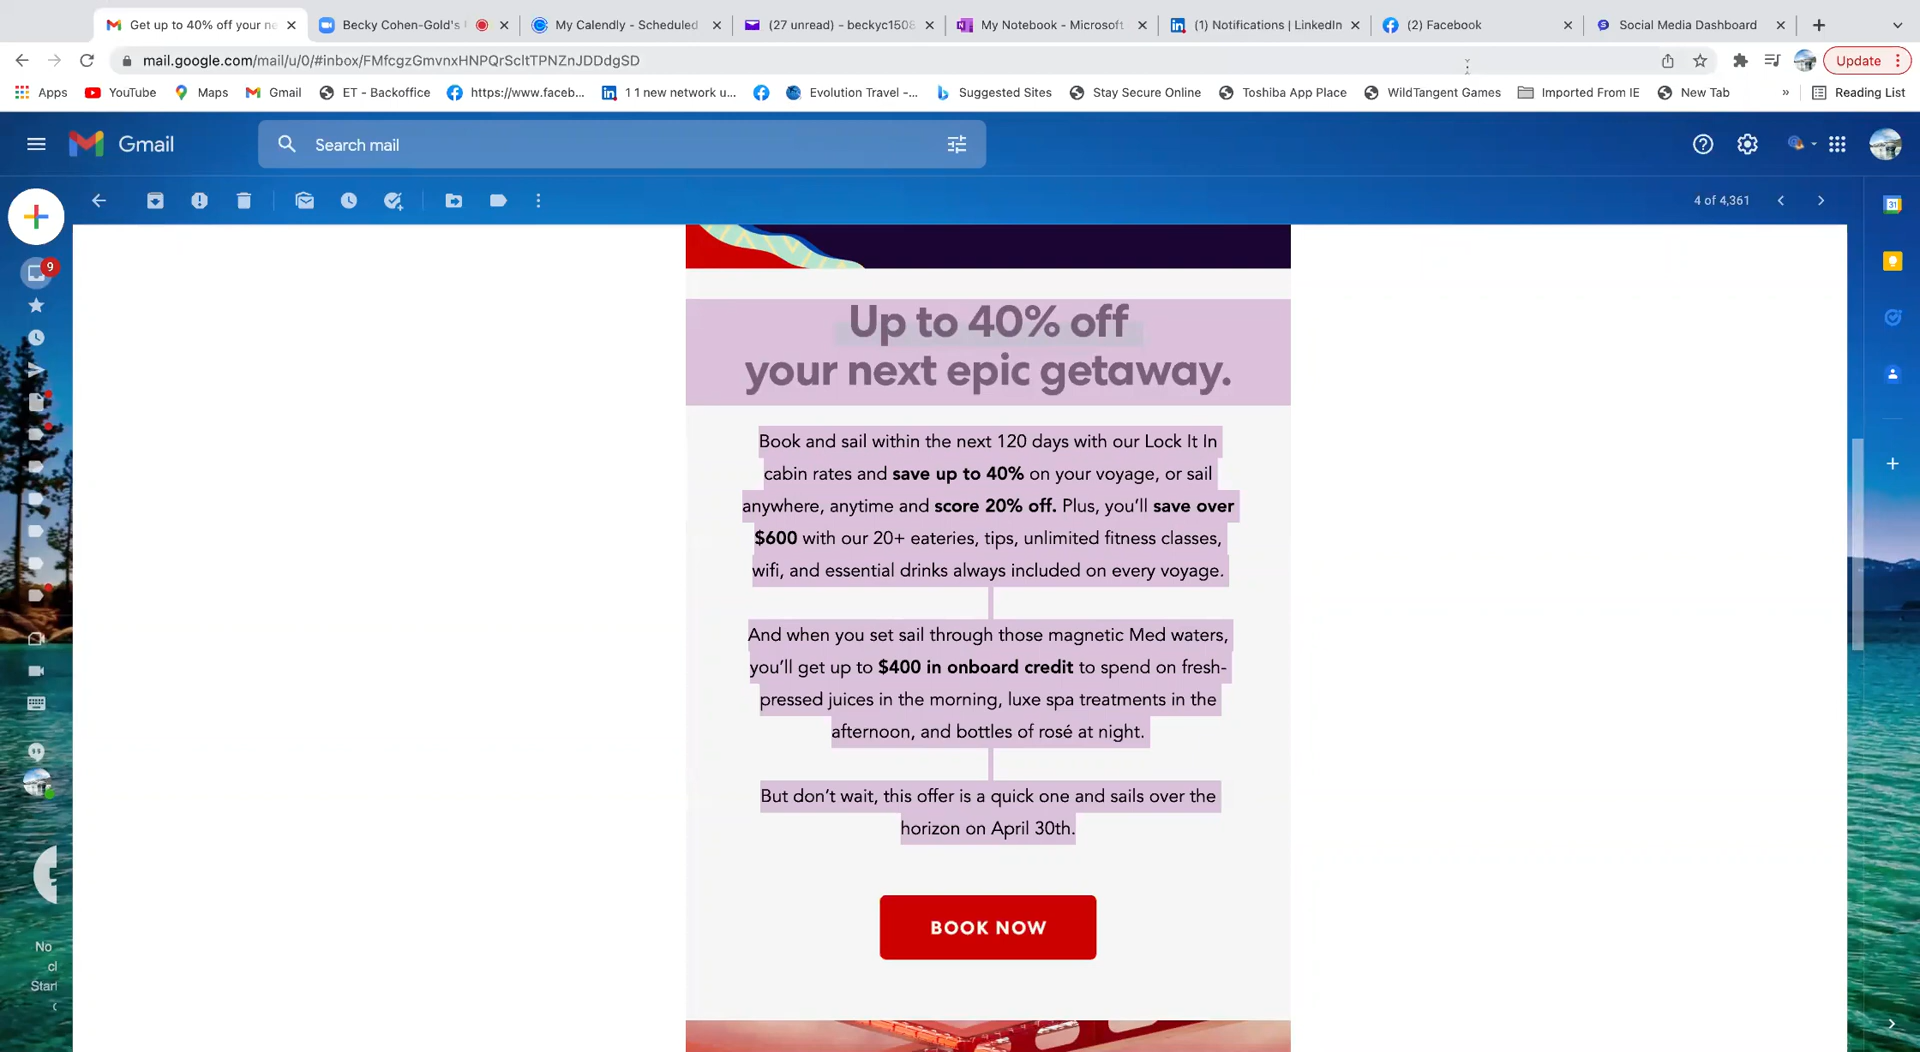 Get up to 40% off your ne
Becky Cohen-Gold's
My Calendly - Scheduled
(27 unread) - beckyc1508
My Notebook - Microsoft
(1) Notifications | LinkedIn
(2) Facebook
Social Media Dashboard
mail.google.com/mail/u/0/#inbox/FMfcgzGmvnxHNPQrScltTPNZnJDDdgSD
Update
Apps
YouTube
Maps
Gmail
ET - Backoffice
https://www.faceb...
1 1 new network u...
Evolution Travel -...
Suggested Sites
Stay Secure Online
Toshiba App Place
WildTangent Games
Imported From IE
New Tab
»
Reading List
Gmail
Search mail
4 of 4,361
31
9
Up to 40% off
your next epic getaway.
Book and sail within the next 120 days with our Lock It In
cabin rates and save up to 40% on your voyage, or sail
anywhere, anytime and score 20% off. Plus, you'll save over
$600 with our 20+ eateries, tips, unlimited fitness classes,
wifi, and essential drinks always included on every voyage.
And when you set sail through those magnetic Med waters,
you'll get up to $400 in onboard credit to spend on fresh-
pressed juices in the morning, luxe spa treatments in the
afternoon, and bottles of rosé at night.
But don't wait, this offer is a quick one and sails over the
horizon on April 30th.
BOOK NOW
No
Start